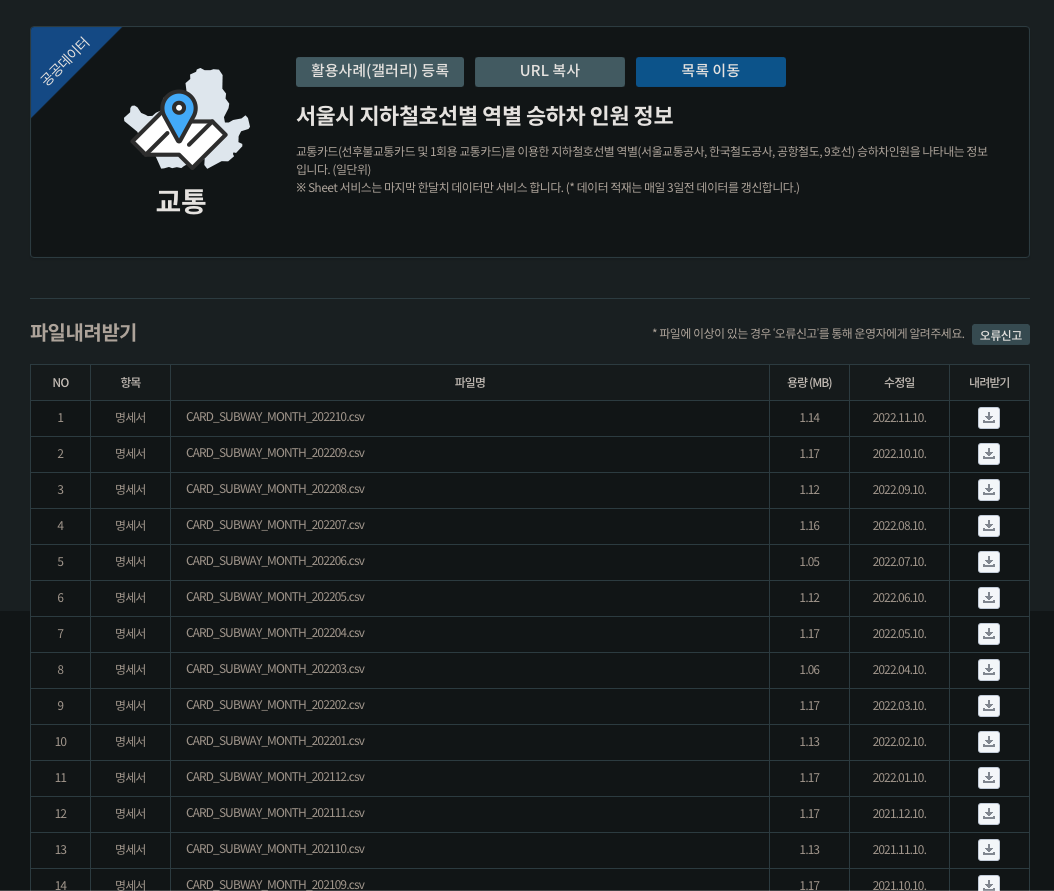 공공데이터
교통
활용사례(갤러리) 등록 URL 복사 목록 이동
서울시 지하철호선별 역별 승하차 인원 정보
교통카드(선후불교통카드 및 1회용 교통카드)를 이용한 지하철호선별 역별(서울교통공사, 한국철도공사, 공항철도, 9호선) 승하차인원을 나타내는 정보
입니다. (일단위)
※ Sheet 서비스는 마지막 한달치 데이터만 서비스 합니다. (* 데이터 적재는 매일 3일전 데이터를 갱신합니다.)
파일내려받기 * 파일에 이상이 있는 경우 '오류신고'를 통해 운영자에게 알려주세요. 오류신고
NO 항목 파일명 용량 (MB) 수정일 내려받기
1 명세서 CARD_SUBWAY_MONTH_202210.csv 1.14 2022.11.10.
2 명세서 CARD_SUBWAY_MONTH_202209.csv 1.17 2022.10.10.
3 명세서 CARD_SUBWAY_MONTH_202208.csv 1.12 2022.09.10.
4 명세서 CARD_SUBWAY_MONTH_202207.csv 1.16 2022.08.10.
5 명세서 CARD_SUBWAY_MONTH_202206.csv 1.05 2022.07.10.
6 명세서 CARD_SUBWAY_MONTH_202205.csv 1.12 2022.06.10.
7 명세서 CARD_SUBWAY_MONTH_202204.csv 1.17 2022.05.10.
8 명세서 CARD_SUBWAY_MONTH_202203.csv 1.06 2022.04.10.
9 명세서 CARD_SUBWAY_MONTH_202202.csv 1.17 2022.03.10.
10 명세서 CARD_SUBWAY_MONTH_202201.csv 1.13 2022.02.10.
11 명세서 CARD_SUBWAY_MONTH_202112.csv 1.17 2022.01.10.
12 명세서 CARD_SUBWAY_MONTH_202111.csv 1.17 2021.12.10.
13 명세서 CARD_SUBWAY_MONTH_202110.csv 1.13 2021.11.10.
14 명세서 CARD_SUBWAY_MONTH_202109.csv 1.17 2021.10.10.